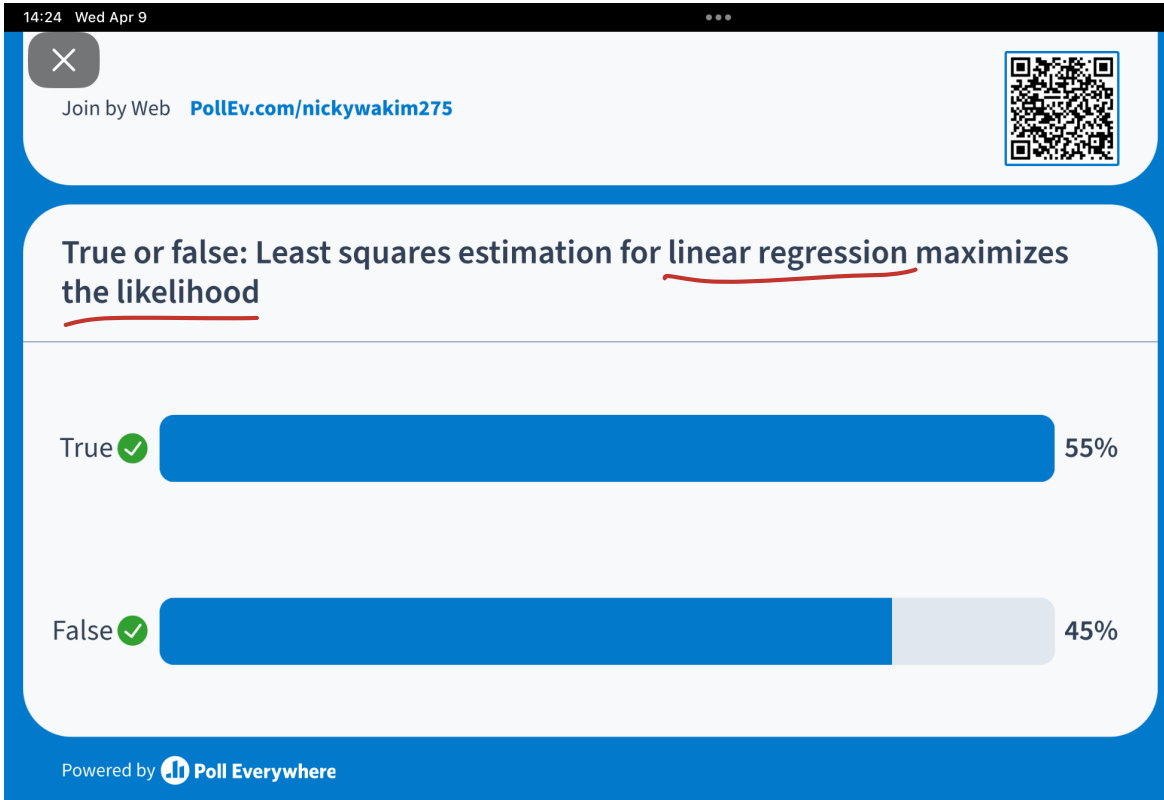 14:24 Wed Apr 9
Join by Web PollEv.com/nickywakim275
True or false: Least squares estimation for linear regression maximizes
the likelihood
True 55%
False 45%
Powered by Poll Everywhere